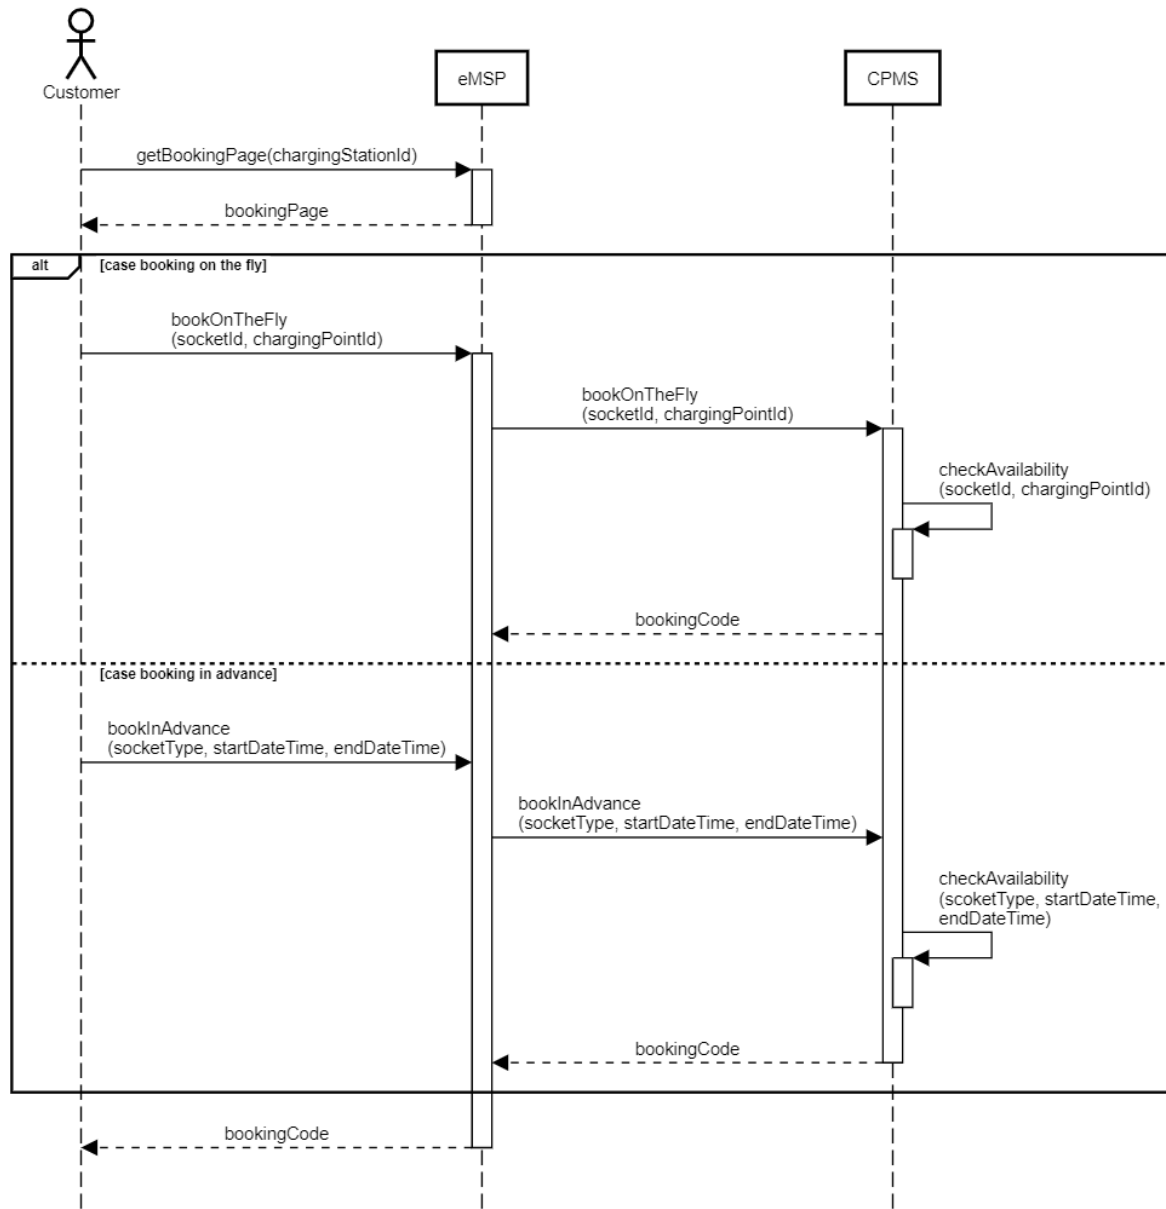 Customer
eMSP
CPMS
getBookingPage(chargingStationId)
bookingPage
alt
[case booking on the fly]
bookOnTheFly
(socketId, chargingPointId)
bookOnTheFly
(socketId, chargingPointId)
checkAvailability
(socketId, chargingPointId)
bookingCode
[case booking in advance]
bookInAdvance
(socketType, startDateTime, endDateTime)
bookInAdvance
(socketType, startDateTime, endDateTime)
checkAvailability
(scoketType, startDateTime,
endDateTime)
bookingCode
bookingCode